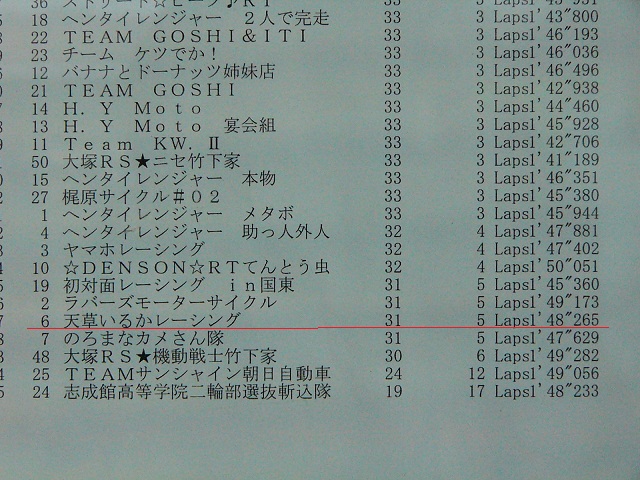 36 ストリート☆ビーツ♪ＲＴ 33 3 Laps1'43"931
18 ヘンタイレンジャー ２人で完走 33 3 Laps1'43"800
22 ＴＥＡＭ ＧＯＳＨＩ＆ＩＴＩ 33 3 Laps1'46"193
23 チーム ケツでか！ 33 3 Laps1'46"036
12 バナナとドーナッツ姉妹店 33 3 Laps1'46"496
21 ＴＥＡＭ ＧＯＳＨＩ 33 3 Laps1'42"938
14 Ｈ．Ｙ Ｍｏｔｏ 33 3 Laps1'44"460
13 Ｈ．Ｙ Ｍｏｔｏ 宴会組 33 3 Laps1'45"928
11 Ｔｅａｍ ＫＷ．Ⅱ 33 3 Laps1'42"706
50 大塚ＲＳ★ニセ竹下家 33 3 Laps1'41"189
15 ヘンタイレンジャー 本物 33 3 Laps1'46"351
27 梶原サイクル＃０２ 33 3 Laps1'45"380
1 ヘンタイレンジャー メタボ 33 3 Laps1'45"944
4 ヘンタイレンジャー 助っ人外人 32 4 Laps1'47"881
3 ヤマホレーシング 32 4 Laps1'47"402
10 ☆ＤＥＮＳＯＮ☆ＲＴてんとう虫 32 4 Laps1'50"051
19 初対面レーシング ｉｎ国東 31 5 Laps1'45"360
2 ラバーズモーターサイクル 31 5 Laps1'49"173
6 天草いるかレーシング 31 5 Laps1'48"265
7 のろまなカメさん隊 31 5 Laps1'47"629
48 大塚ＲＳ★機動戦士竹下家 30 6 Laps1'49"282
25 ＴＥＡＭサンシャイン朝日自動車 24 12 Laps1'49"056
24 志成館高等学院二輪部選抜斬込隊 19 17 Laps1'48"233